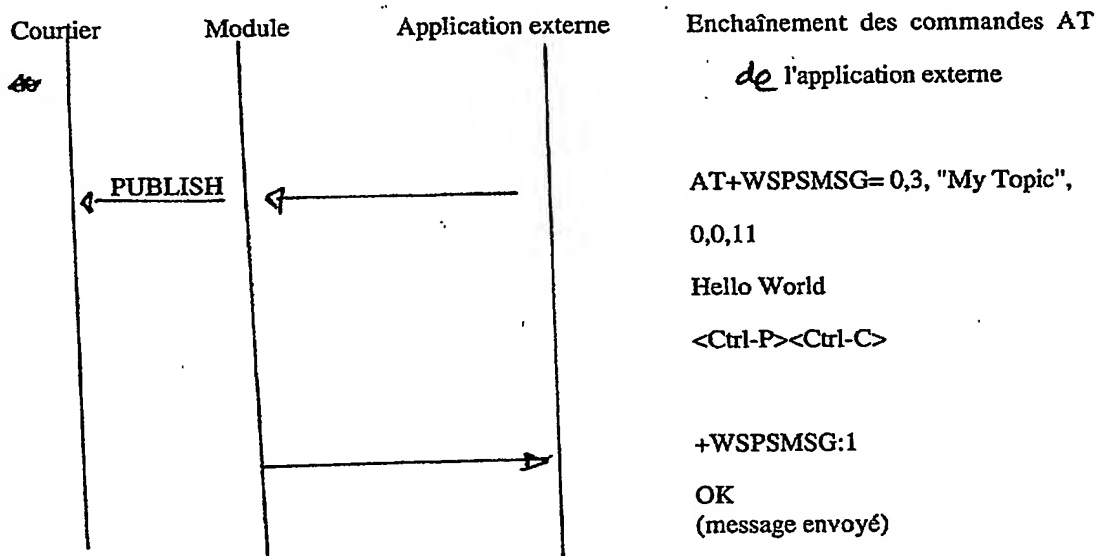 Courtier Module Application externe Enchaînement des commandes AT
de l'application externe
PUBLISH AT+WSPSMSG= 0,3, "My Topic",
0,0,11
Hello World
<Ctrl-P><Ctrl-C>
+WSPSMSG:1
OK
(message envoyé)